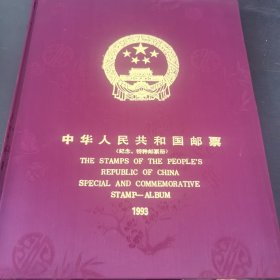 中华人民共和国邮票
(纪念、特种邮票册)
THE STAMPS OF THE PEOPLE'S
REPUBLIC OF CHINA
SPECIAL AND COMMEMORATIVE
STAMP—ALBUM
1993